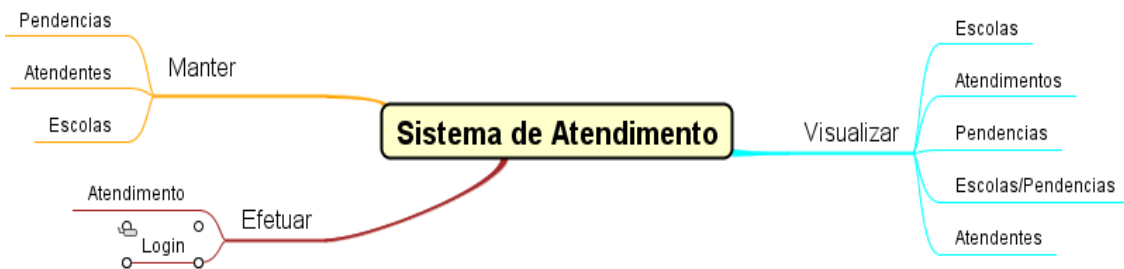 Pendencias
Atendentes
Escolas
Manter
Sistema de Atendimento
Atendimento
Login
Efetuar
Visualizar
Escolas
Atendimentos
Pendencias
Escolas/Pendencias
Atendentes